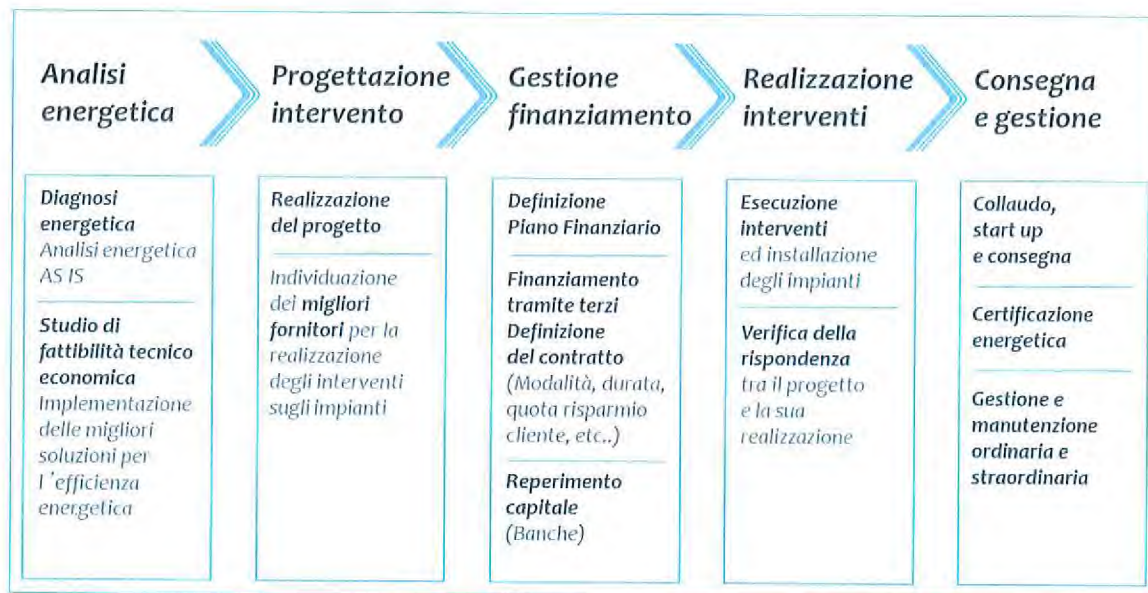 Analisi
energetica
Progettazione
intervento
Gestione
finanziamento
Realizzazione
interventi
Consegna
e gestione
Diagnosi
energetica
Analisi energetica
AS IS
Studio di
fattibilità tecnico
economica
Implementazione
delle migliori
soluzioni per
l'efficienza
energetica
Realizzazione
del progetto
Individuazione
dei migliori
fornitori per la
realizzazione
degli interventi
sugli impianti
Definizione
Piano Finanziario
Finanziamento
tramite terzi
Definizione
del contratto
(Modalità, durata,
quota risparmio
cliente, etc..)
Reperimento
capitale
(Banche)
Esecuzione
interventi
ed installazione
degli impianti
Verifica della
rispondenza
tra il progetto
e la sua
realizzazione
Collaudo,
start up
e consegna
Certificazione
energetica
Gestione e
manutenzione
ordinaria e
straordinaria